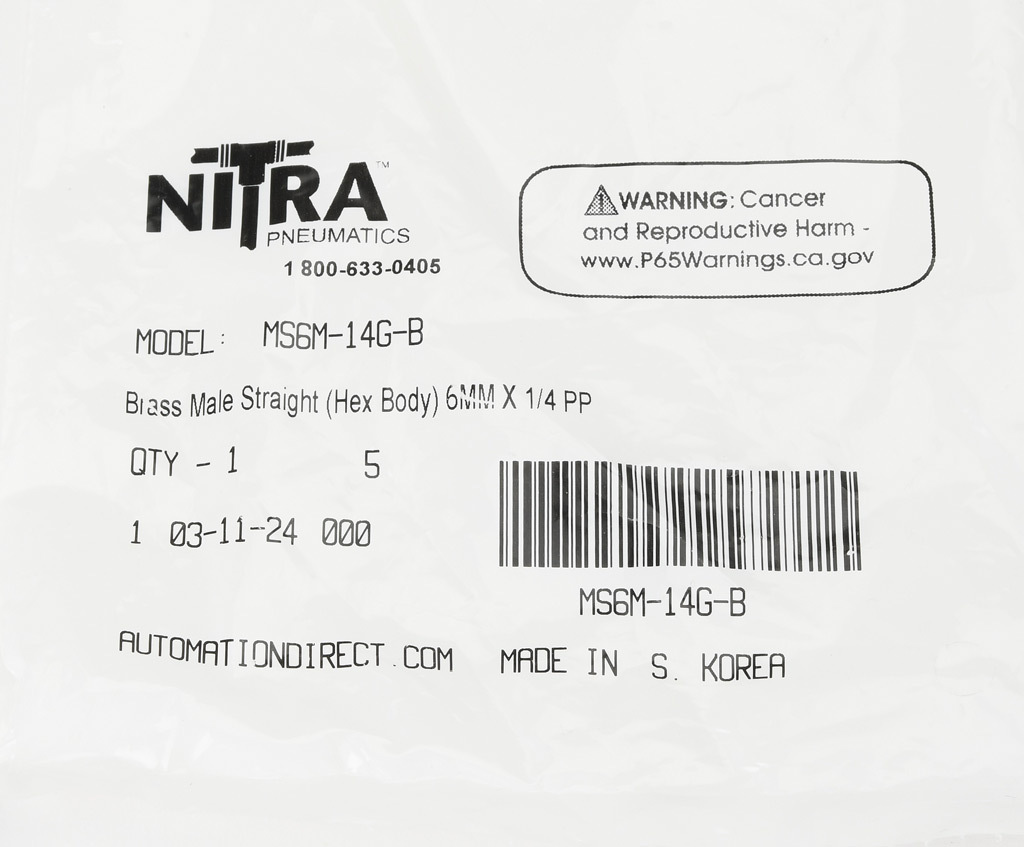 NITRA™
PNEUMATICS
1 800-633-0405
WARNING: Cancer
and Reproductive Harm -
www.P65Warnings.ca.gov
MODEL: MS6M-14G-B
Brass Male Straight (Hex Body) 6MM X 1/4 PP
QTY - 1 5
1 03-11-24 000
MS6M-14G-B
AUTOMATIONDIRECT.COM MADE IN S. KOREA